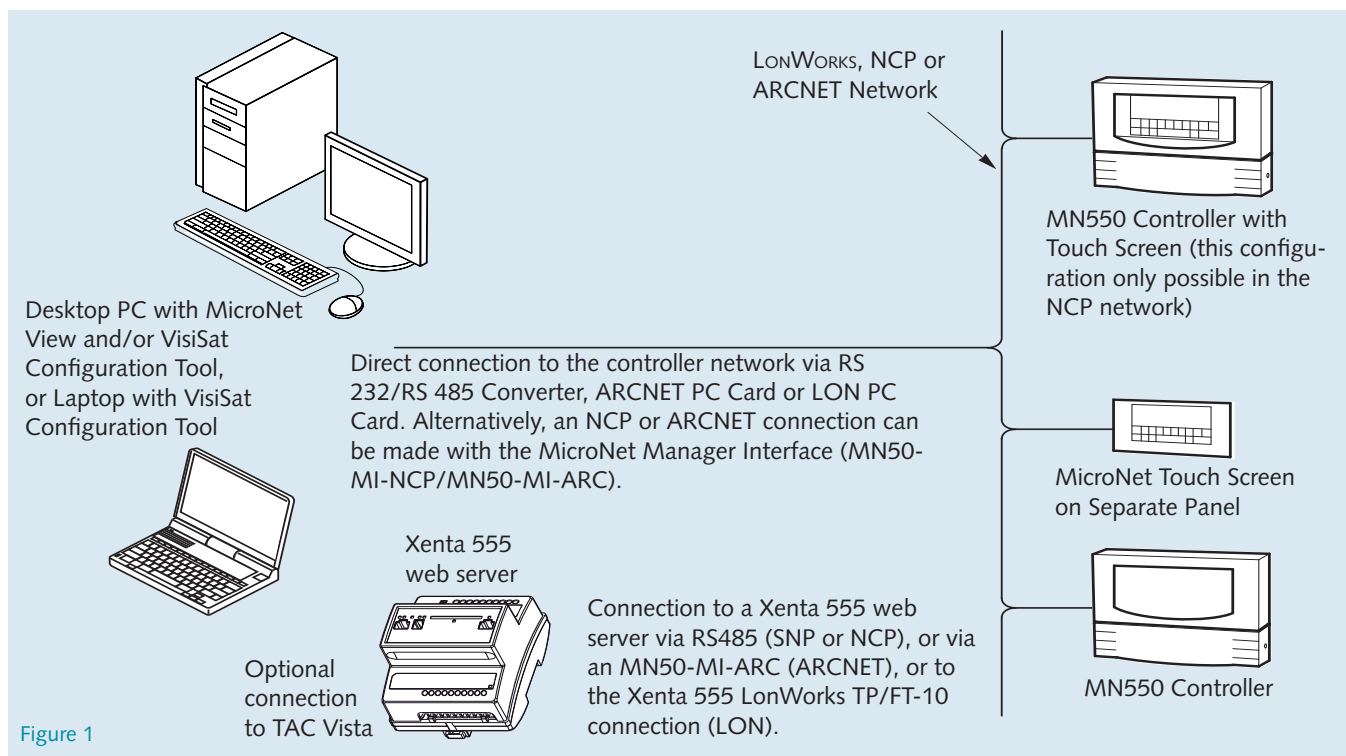 LONWORKS, NCP or
ARCNET Network
MN550 Controller with
Touch Screen (this configu-
ration only possible in the
NCP network)
Desktop PC with MicroNet
View and/or VisiSat
Configuration Tool,
or Laptop with VisiSat
Configuration Tool
Direct connection to the controller network via RS
232/RS 485 Converter, ARCNET PC Card or LON PC
Card. Alternatively, an NCP or ARCNET connection can
be made with the MicroNet Manager Interface (MN50-
MI-NCP/MN50-MI-ARC).
MicroNet Touch Screen
on Separate Panel
Xenta 555
web server
Connection to a Xenta 555 web
server via RS485 (SNP or NCP), or via
an MN50-MI-ARC (ARCNET), or to
the Xenta 555 LonWorks TP/FT-10
connection (LON).
Optional
connection
to TAC Vista
MN550 Controller
Figure 1